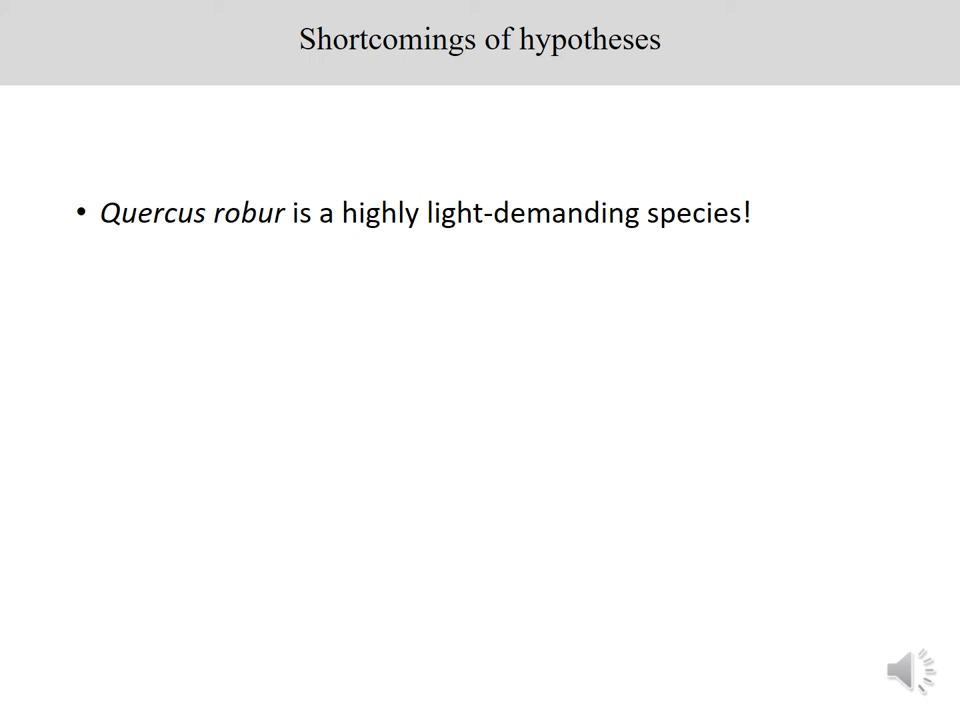 Shortcomings of hypotheses
• Quercus robur is a highly light-demanding species!